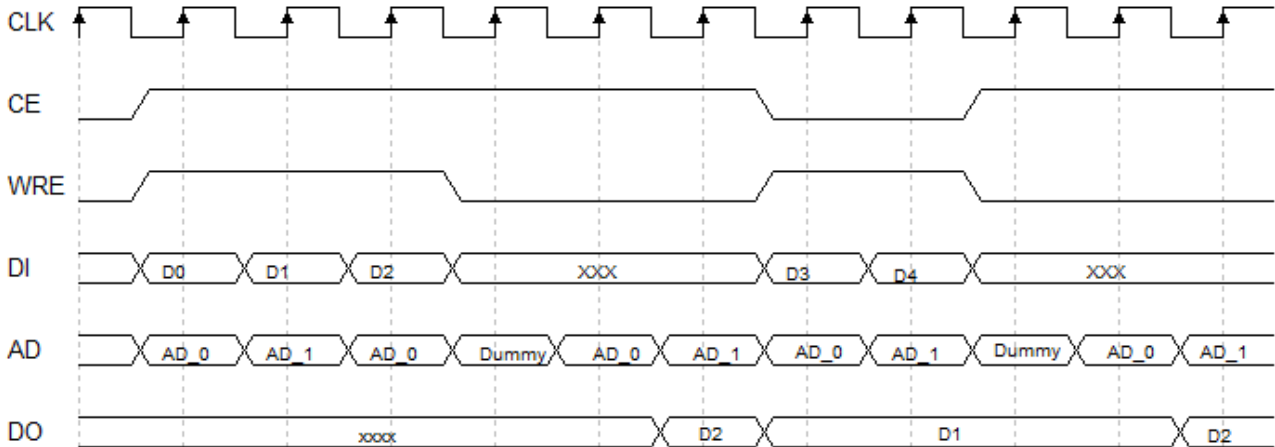 CLK
CE
WRE
DI D0 D1 D2 XXX D3 D4 XXX
AD AD_0 AD_1 AD_0 Dummy AD_0 AD_1 AD_0 AD_1 Dummy AD_0 AD_1
DO xxxx D2 D1 D2